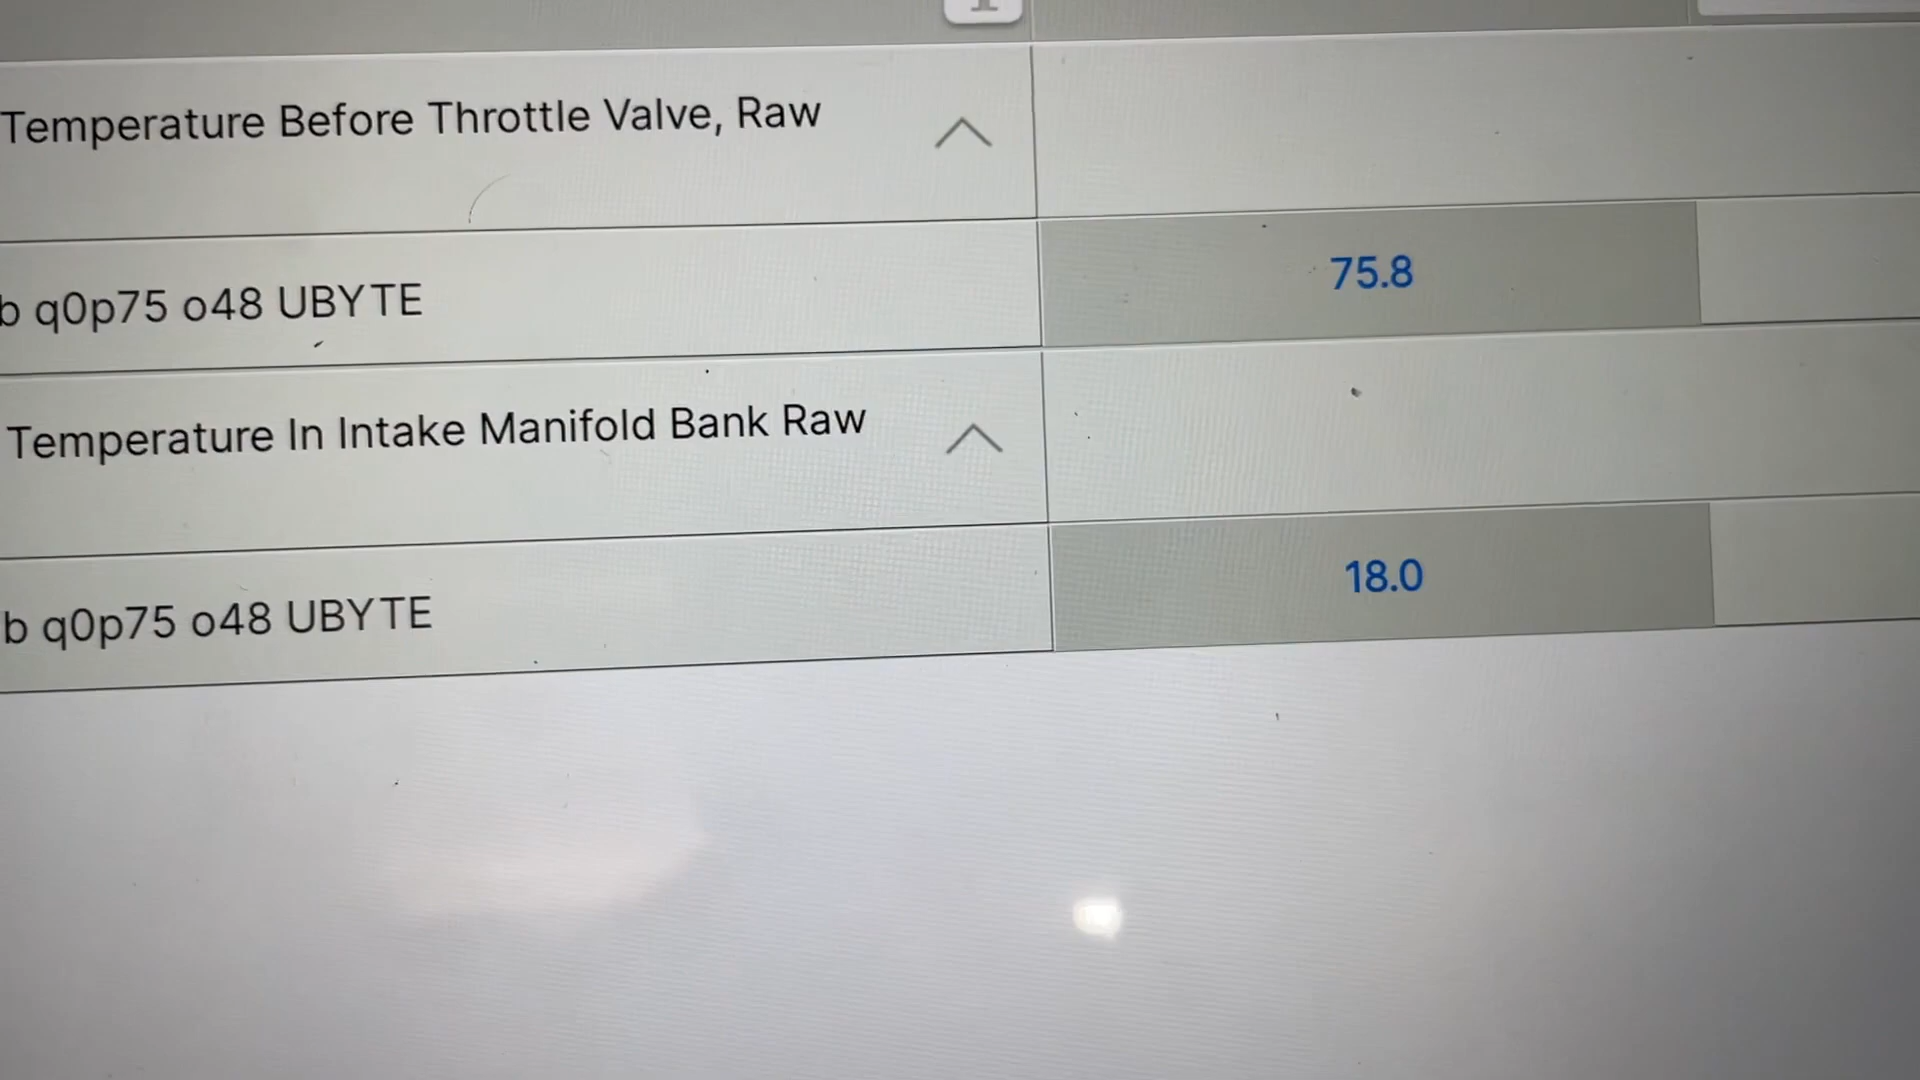 Temperature Before Throttle Valve, Raw
b q0p75 o48 UBYTE
75.8
Temperature In Intake Manifold Bank Raw
b q0p75 o48 UBYTE
18.0